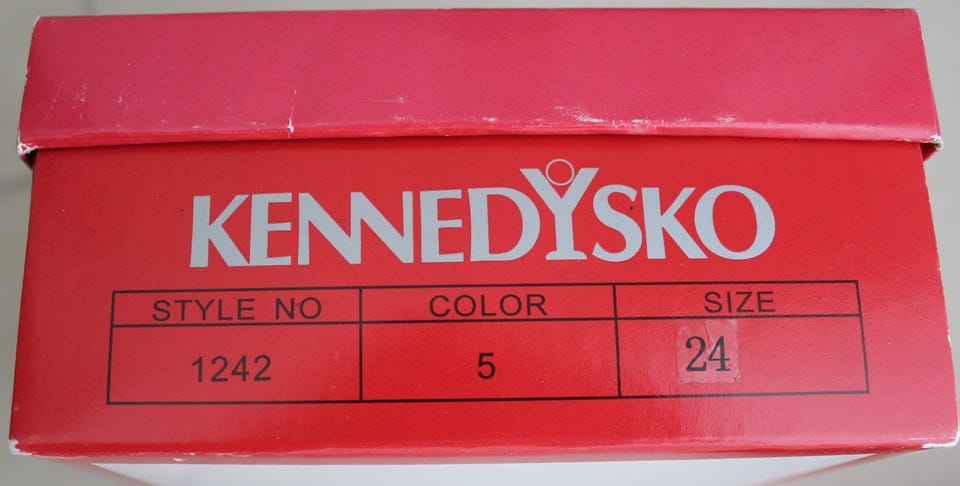 KENNEDYSKO
STYLE NO COLOR SIZE
1242 5 24